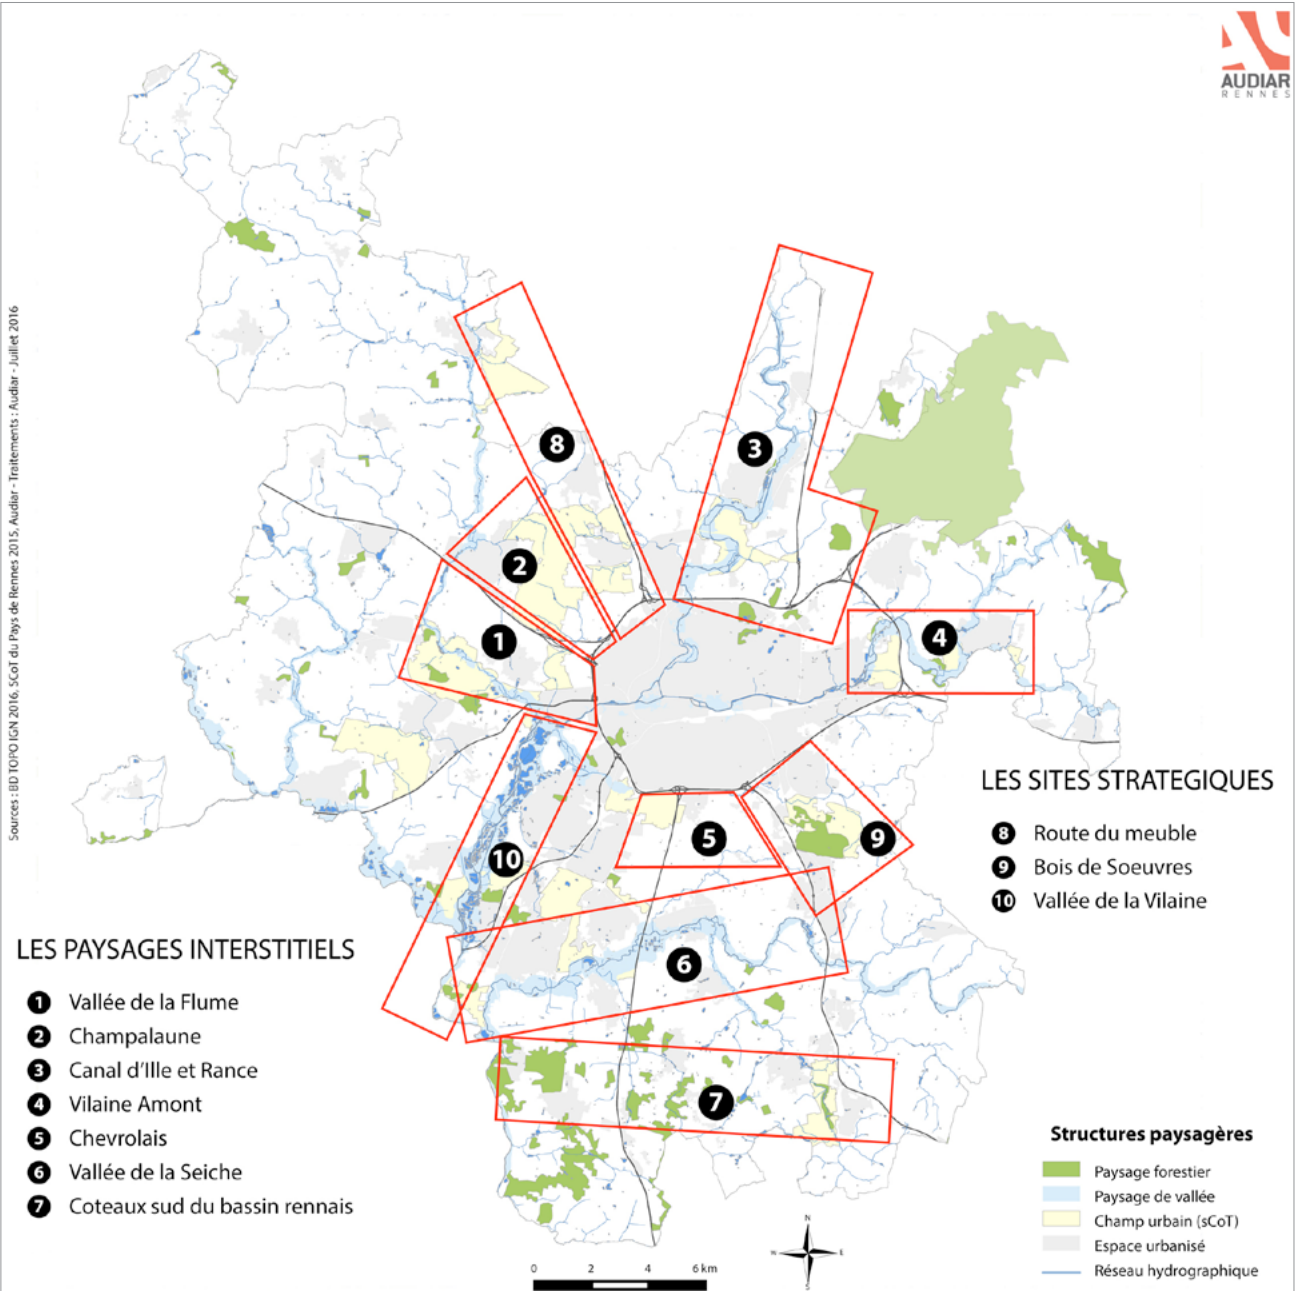 AUDIAR
RENNES
Sources : BD TOPO IGN 2016, SCoT du Pays de Rennes 2015, Audiar - Traitements : Audiar - Juillet 2016
8
3
2
1
4
LES SITES STRATEGIQUES
8 Route du meuble
9 Bois de Soeuvres
10 Vallée de la Vilaine
5
9
10
6
7
LES PAYSAGES INTERSTITIELS
1 Vallée de la Flume
2 Champalaune
3 Canal d'Ille et Rance
4 Vilaine Amont
5 Chevrolais
6 Vallée de la Seiche
7 Coteaux sud du bassin rennais
Structures paysagères
Paysage forestier
Paysage de vallée
Champ urbain (sCoT)
Espace urbanisé
Réseau hydrographique
N
E
S
0 2 4 6 km